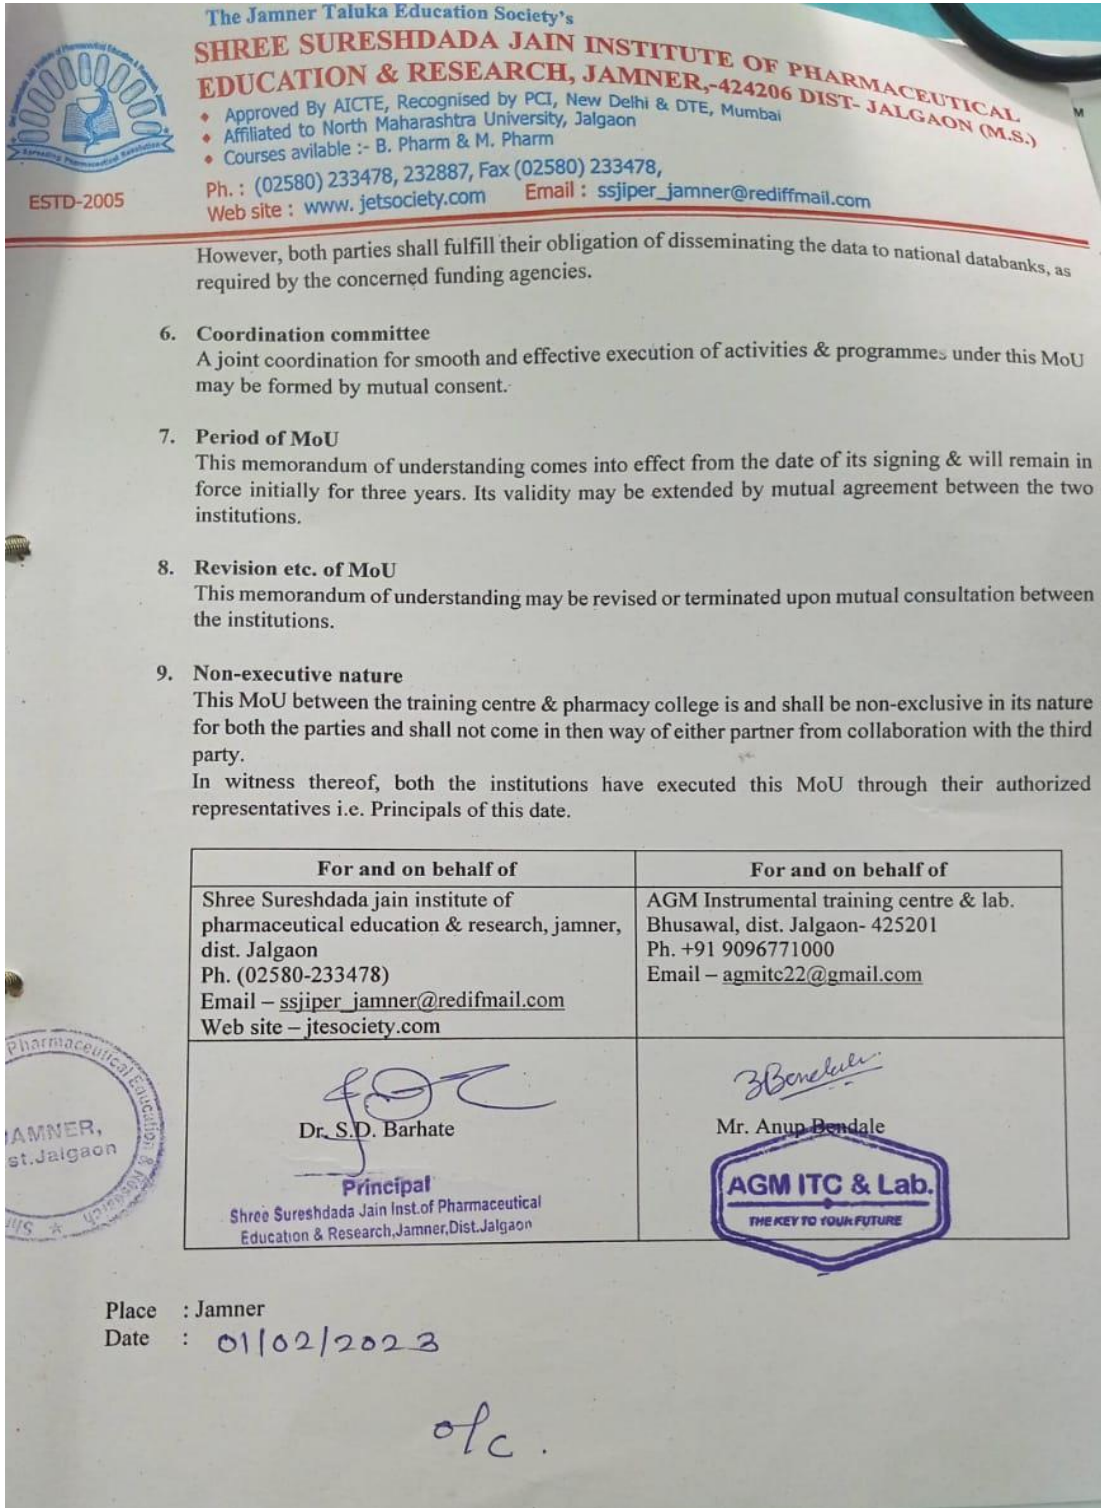 The Jamner Taluka Education Society's
SHREE SURESHDADA JAIN INSTITUTE OF PHARMACEUTICAL
EDUCATION & RESEARCH, JAMNER,-424206 DIST- JALGAON (M.S.)
• Approved By AICTE, Recognised by PCI, New Delhi & DTE, Mumbai
• Affiliated to North Maharashtra University, Jalgaon
• Courses avilable :- B. Pharm & M. Pharm
Ph. : (02580) 233478, 232887, Fax (02580) 233478,
Web site : www. jetsociety.com Email : ssjiper_jamner@rediffmail.com
ESTD-2005
However, both parties shall fulfill their obligation of disseminating the data to national databanks, as
required by the concerned funding agencies.
6. Coordination committee
A joint coordination for smooth and effective execution of activities & programmes under this MoU
may be formed by mutual consent.
7. Period of MoU
This memorandum of understanding comes into effect from the date of its signing & will remain in
force initially for three years. Its validity may be extended by mutual agreement between the two
institutions.
8. Revision etc. of MoU
This memorandum of understanding may be revised or terminated upon mutual consultation between
the institutions.
9. Non-executive nature
This MoU between the training centre & pharmacy college is and shall be non-exclusive in its nature
for both the parties and shall not come in then way of either partner from collaboration with the third
party.
In witness thereof, both the institutions have executed this MoU through their authorized
representatives i.e. Principals of this date.
For and on behalf of
Shree Sureshdada jain institute of
pharmaceutical education & research, jamner,
dist. Jalgaon
Ph. (02580-233478)
Email – ssjiper_jamner@redifmail.com
Web site – jtesociety.com
For and on behalf of
AGM Instrumental training centre & lab.
Bhusawal, dist. Jalgaon- 425201
Ph. +91 9096771000
Email – agmitc22@gmail.com
Dr. S.D. Barhate
Principal
Shree Sureshdada Jain Inst.of Pharmaceutical
Education & Research,Jamner,Dist.Jalgaon
Mr. Anup Bendale
AGM ITC & Lab.
THE KEY TO YOUR FUTURE
Pharmaceutical Education & Research
JAMNER,
st.Jalgaon
Place : Jamner
Date : 01/02/2023
o/c .